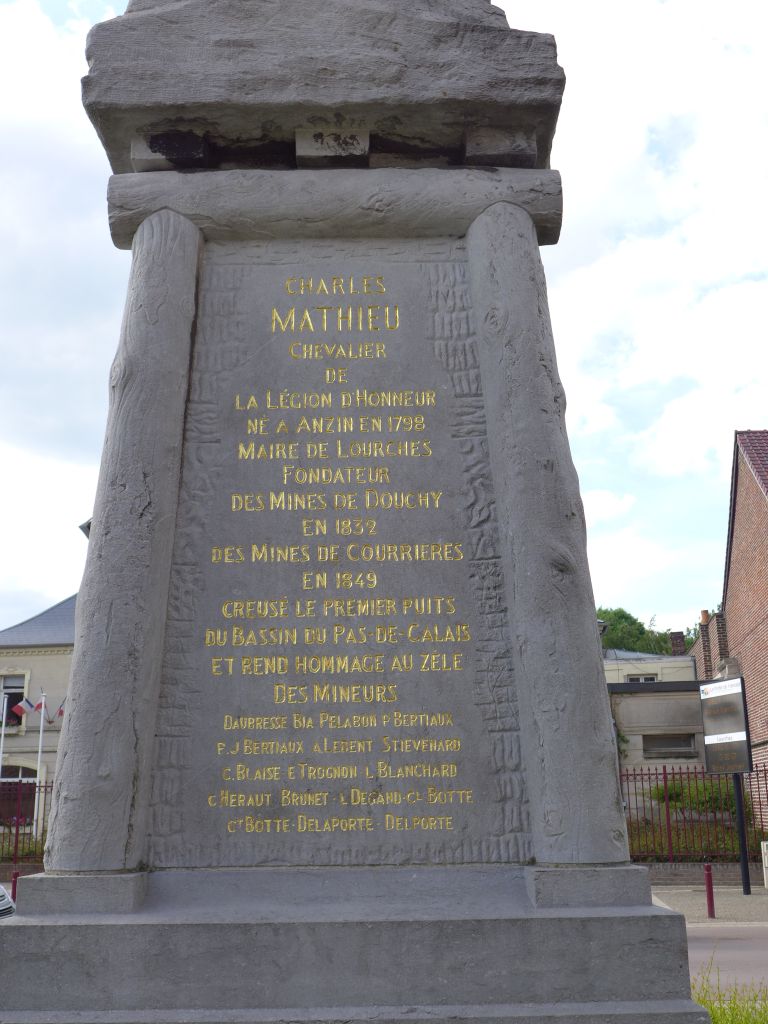 CHARLES
MATHIEU
CHEVALIER
DE
LA LÉGION D'HONNEUR
NÉ A ANZIN EN 1798
MAIRE DE LOURCHES
FONDATEUR
DES MINES DE DOUCHY
EN 1832
DES MINES DE COURRIERES
EN 1849
CREUSÉ LE PREMIER PUITS
DU BASSIN DU PAS-DE-CALAIS
ET REND HOMMAGE AU ZÈLE
DES MINEURS
DAUBRESSE BIA PELABON P BERTIAUX
P.J BERTIAUX A LEBENT STIEVENARD
C. BLAISE E TROGNON L BLANCHARD
C HERAUT BRUNET - L DEGAND - CL BOTTE
CT BOTTE - DELAPORTE - DELPORTE